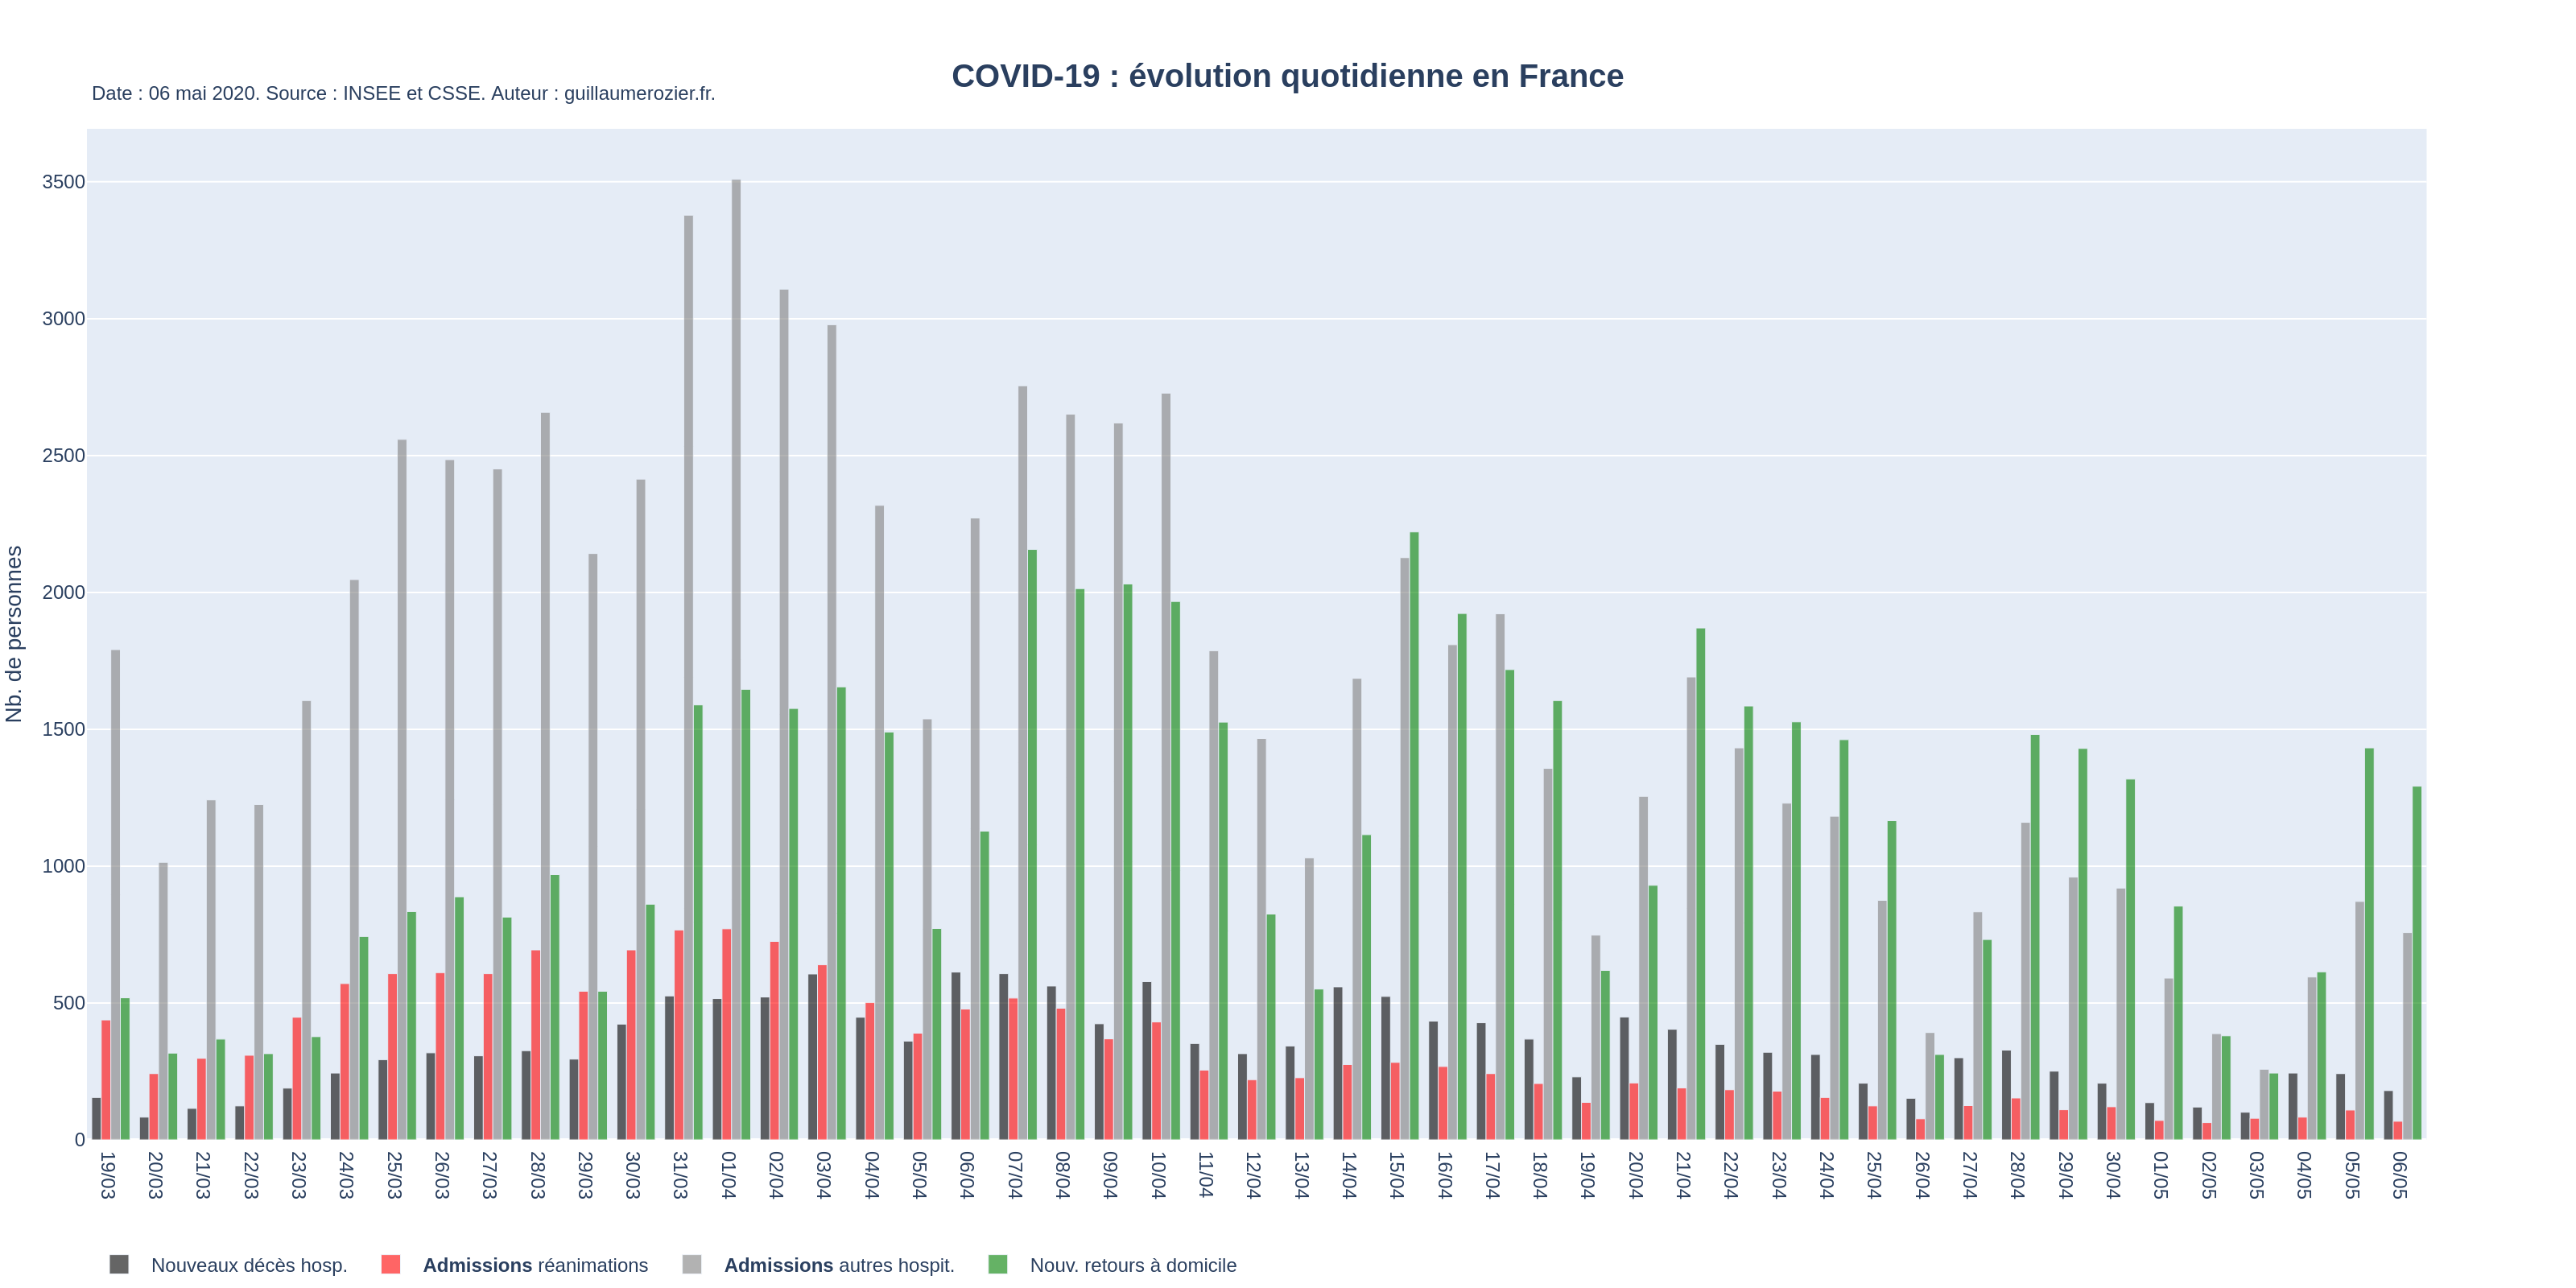 COVID-19 : évolution quotidienne en France
Date : 06 mai 2020. Source : INSEE et CSSE. Auteur : guillaumerozier.fr.
Nb. de personnes
3500
3000
2500
2000
1500
1000
500
0
19/03 20/03 21/03 22/03 23/03 24/03 25/03 26/03 27/03 28/03 29/03 30/03 31/03 01/04 02/04 03/04 04/04 05/04 06/04 07/04 08/04 09/04 10/04 11/04 12/04 13/04 14/04 15/04 16/04 17/04 18/04 19/04 20/04 21/04 22/04 23/04 24/04 25/04 26/04 27/04 28/04 29/04 30/04 01/05 02/05 03/05 04/05 05/05 06/05
Nouveaux décès hosp. Admissions réanimations Admissions autres hospit. Nouv. retours à domicile